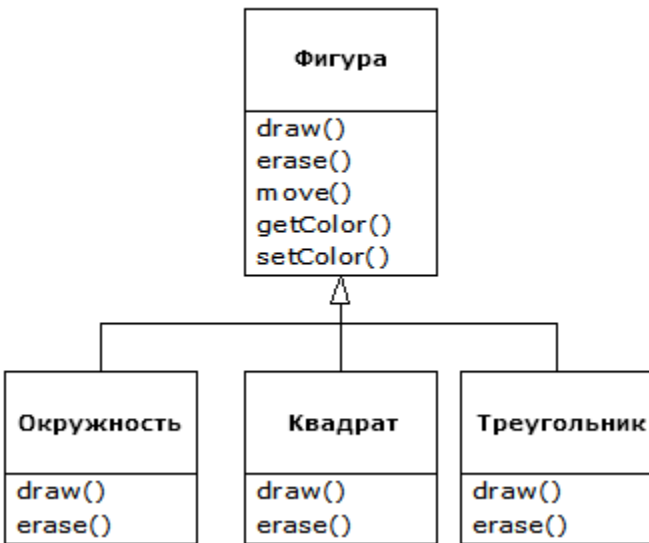 Фигура
draw()
erase()
move()
getColor()
setColor()
Окружность
draw()
erase()
Квадрат
draw()
erase()
Треугольник
draw()
erase()